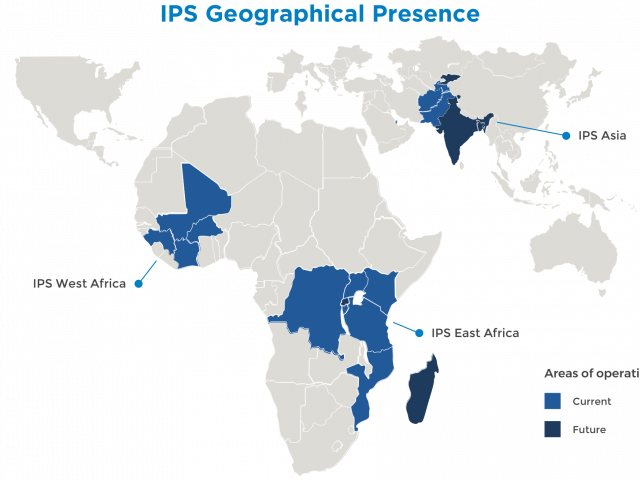 IPS Geographical Presence
IPS Asia
IPS West Africa
IPS East Africa
Areas of operati
Current
Future